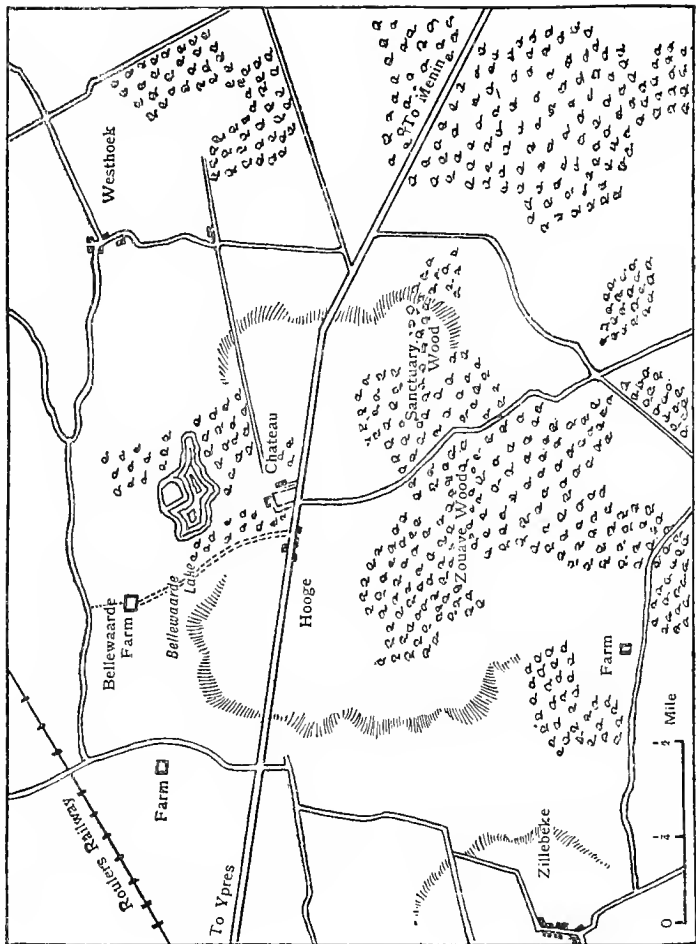 Westhoek
To Menin
Sanctuary
Wood
Chateau
Zouave Wood
Bellewaarde
Lake
Hooge
Bellewaarde
Farm
Farm
Farm
Roulers Railway
To Ypres
Zillebeke
0 ¼ ½ Mile